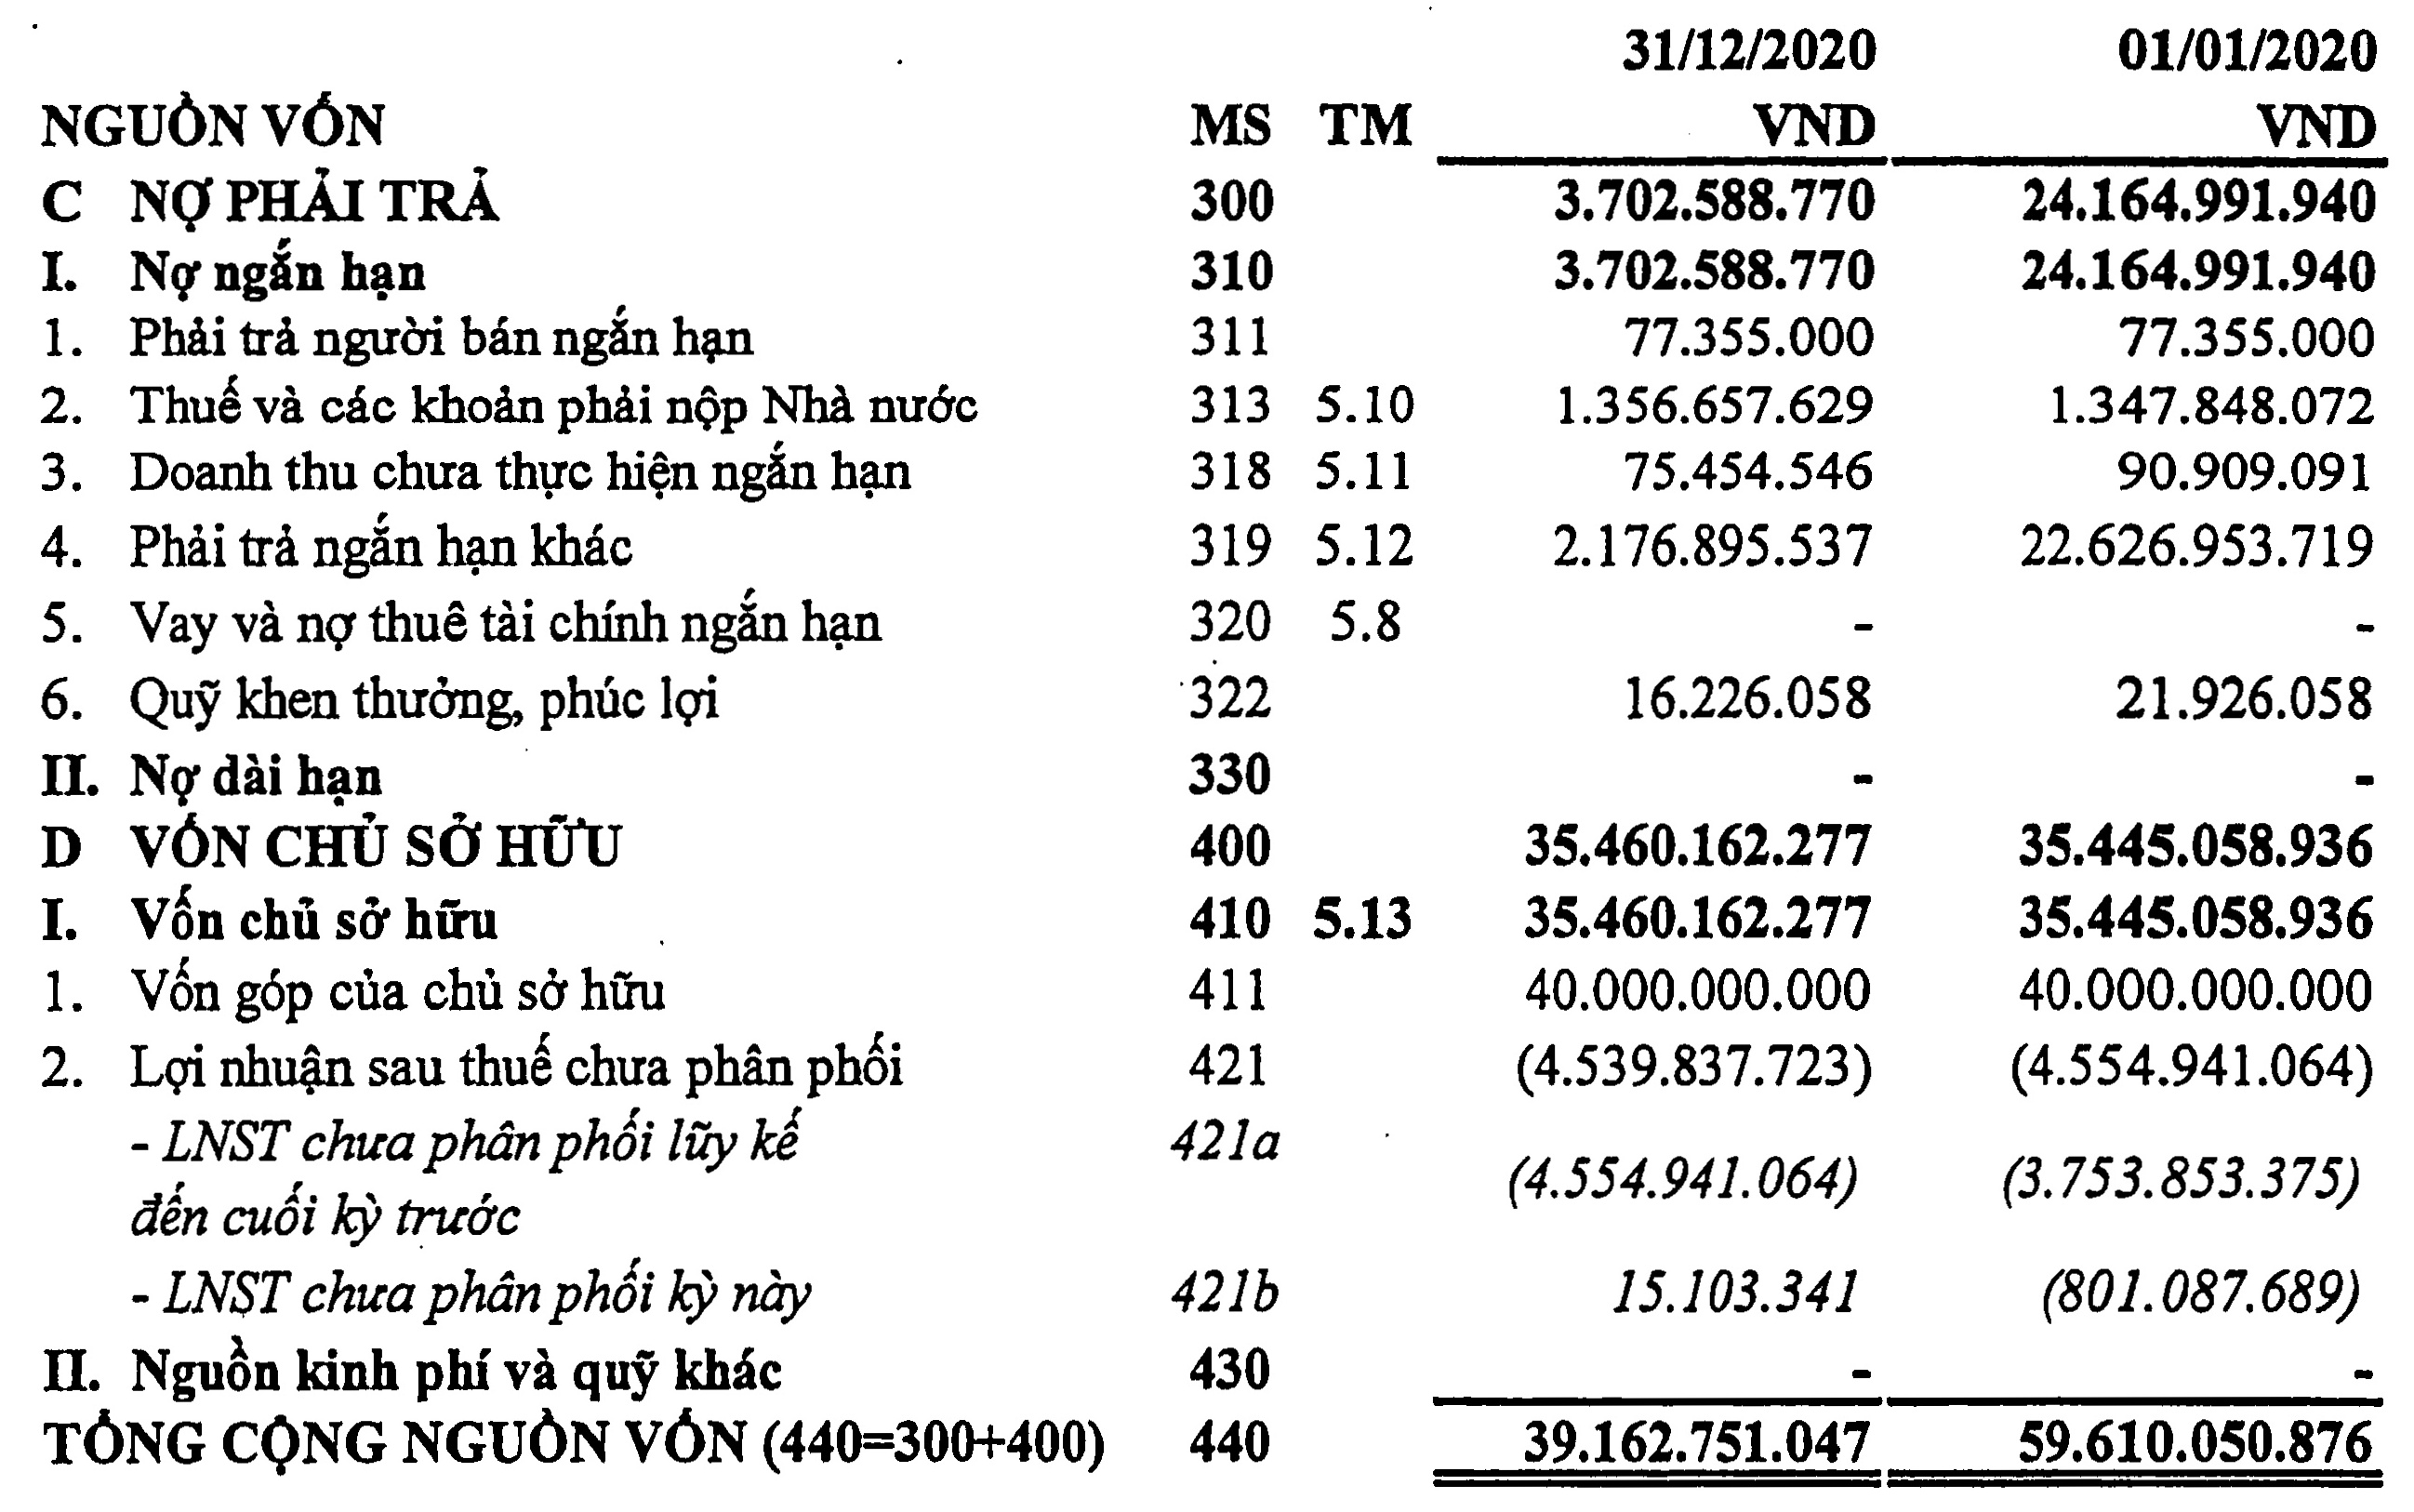 31/12/2020 01/01/2020
NGUỒN VỐN MS TM VND VND
C NỢ PHẢI TRẢ 300 3.702.588.770 24.164.991.940
I. Nợ ngắn hạn 310 3.702.588.770 24.164.991.940
1. Phải trả người bán ngắn hạn 311 77.355.000 77.355.000
2. Thuế và các khoản phải nộp Nhà nước 313 5.10 1.356.657.629 1.347.848.072
3. Doanh thu chưa thực hiện ngắn hạn 318 5.11 75.454.546 90.909.091
4. Phải trả ngắn hạn khác 319 5.12 2.176.895.537 22.626.953.719
5. Vay và nợ thuê tài chính ngắn hạn 320 5.8 - -
6. Quỹ khen thưởng, phúc lợi 322 16.226.058 21.926.058
II. Nợ dài hạn 330 - -
D VỐN CHỦ SỞ HỮU 400 35.460.162.277 35.445.058.936
I. Vốn chủ sở hữu 410 5.13 35.460.162.277 35.445.058.936
1. Vốn góp của chủ sở hữu 411 40.000.000.000 40.000.000.000
2. Lợi nhuận sau thuế chưa phân phối 421 (4.539.837.723) (4.554.941.064)
- LNST chưa phân phối lũy kế 421a
đến cuối kỳ trước (4.554.941.064) (3.753.853.375)
- LNST chưa phân phối kỳ này 421b 15.103.341 (801.087.689)
II. Nguồn kinh phí và quỹ khác 430 - -
TỔNG CỘNG NGUỒN VỐN (440=300+400) 440 39.162.751.047 59.610.050.876